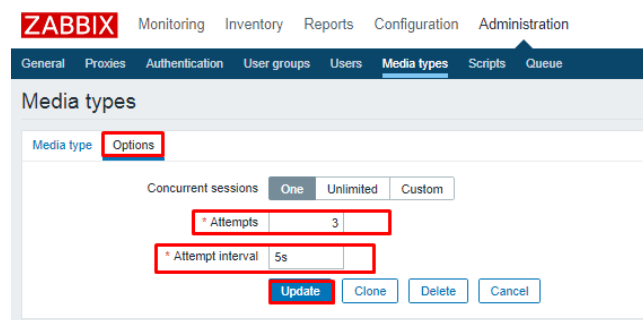 ZABBIX Monitoring Inventory Reports Configuration Administration
General Proxies Authentication User groups Users Media types Scripts Queue
Media types
Media type Options
Concurrent sessions One Unlimited Custom
* Attempts 3
* Attempt interval 5s
Update Clone Delete Cancel